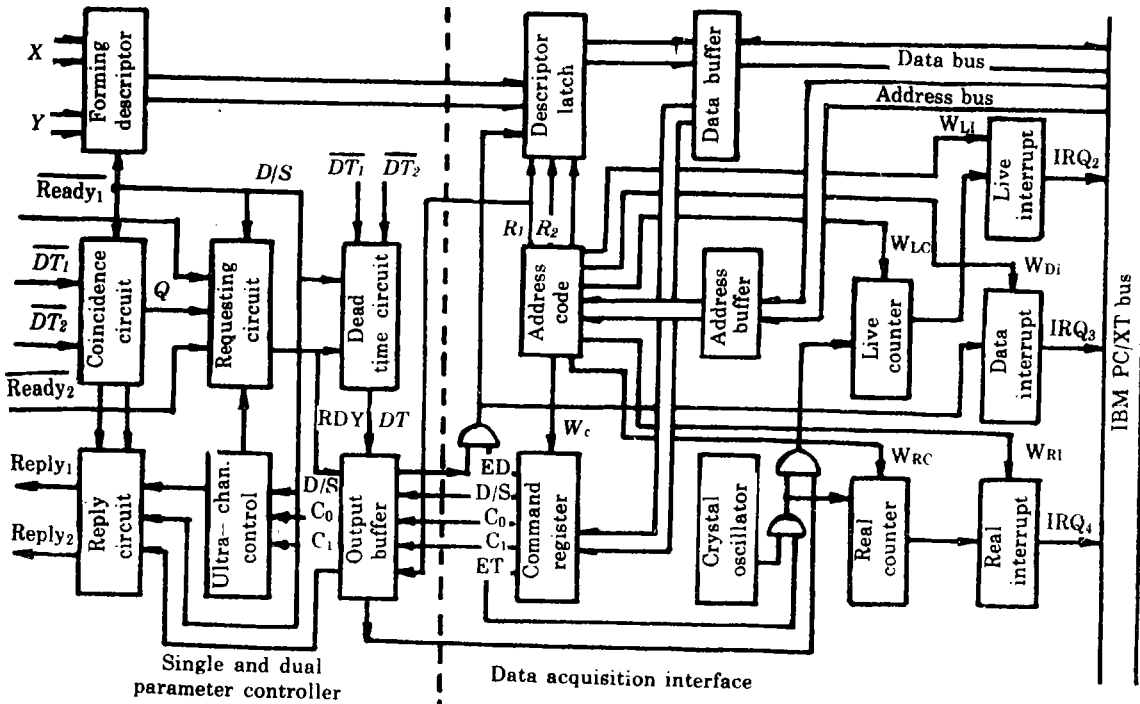 X
Y
Forming
descriptor
Descriptor
latch
Data buffer
Data bus
Address bus
W_LI
Live
interrupt
IRQ₂
Ready₁
D/S
DT₁
DT₂
R₁
R₂
W_LC
W_Di
DT₁
DT₂
Coincidence
circuit
Q
Requesting
circuit
Dead
time circuit
Address
code
Address
buffer
Live
counter
Data
interrupt
IRQ₃
IBM PC/XT bus
Ready₂
RDY
DT
W_c
W_RC
W_RI
Reply₁
Reply₂
Reply
circuit
Ultra-chan.
control
D/S
C₀
C₁
Output
buffer
ED
D/S
C₀
C₁
ET
Command
register
Crystal
oscillator
Real
counter
Real
interrupt
IRQ₄
Single and dual
parameter controller
Data acquisition interface